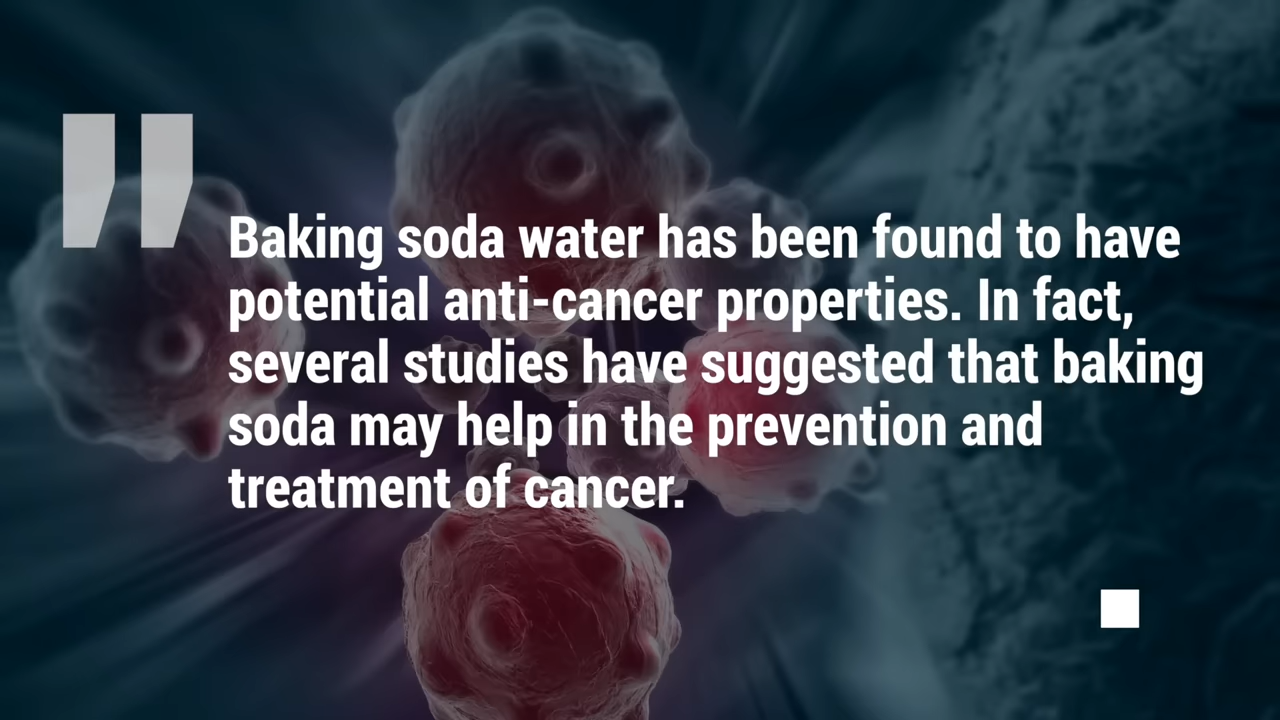 "
Baking soda water has been found to have
potential anti-cancer properties. In fact,
several studies have suggested that baking
soda may help in the prevention and
treatment of cancer.